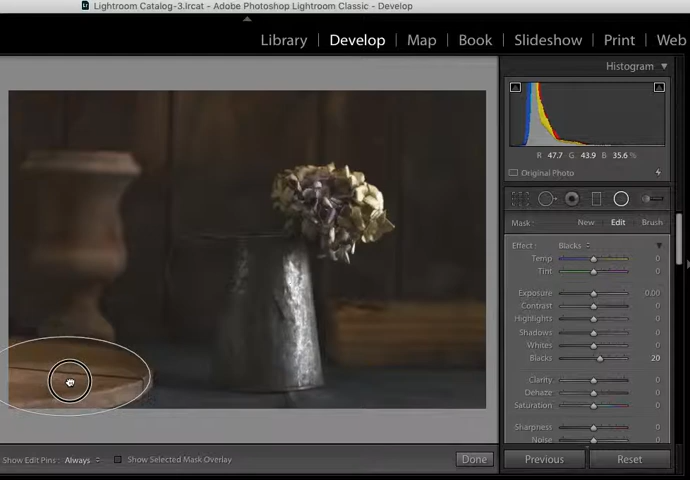 Lightroom Catalog-3.lrcat - Adobe Photoshop Lightroom Classic - Develop
Library | Develop | Map | Book | Slideshow | Print | Web
Histogram
R 47.7 G 43.9 B 35.6 %
Original Photo
Mask : New Edit Brush
Effect : Blacks
Temp 0
Tint 0
Exposure 0.00
Contrast 0
Highlights 0
Shadows 0
Whites 0
Blacks 20
Clarity 0
Dehaze 0
Saturation 0
Sharpness 0
Noise 0
Show Edit Pins : Always Show Selected Mask Overlay Done Previous Reset